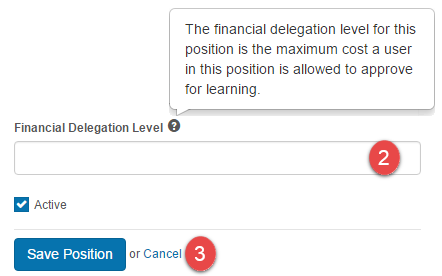 The financial delegation level for this
position is the maximum cost a user
in this position is allowed to approve
for learning.
Financial Delegation Level ?
2
Active
Save Position or Cancel 3